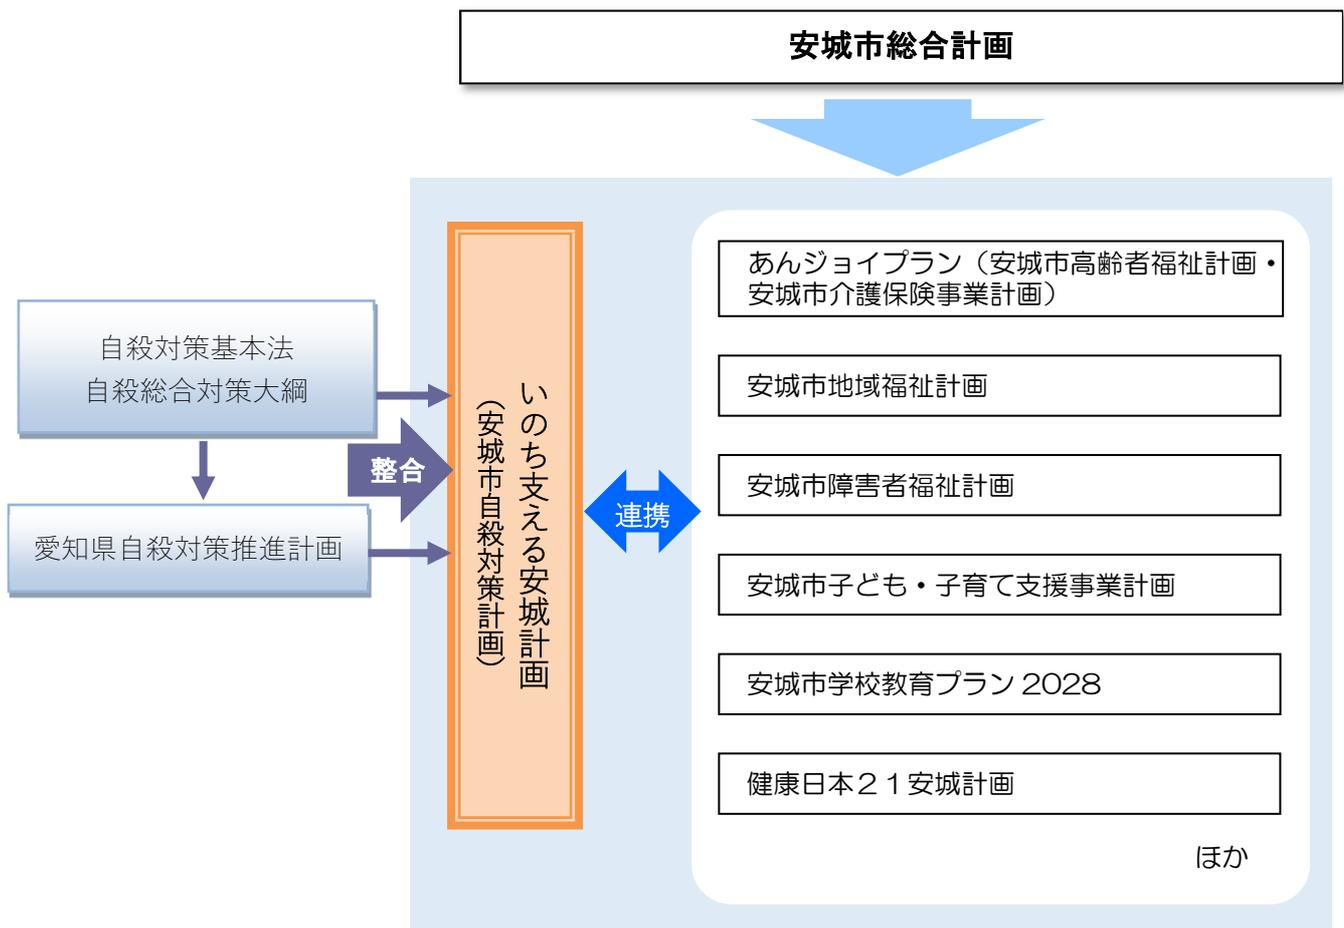 安城市総合計画
自殺対策基本法
自殺総合対策大綱
整合
愛知県自殺対策推進計画
いのち支える安城計画
（安城市自殺対策計画）
連携
あんジョイプラン（安城市高齢者福祉計画・
安城市介護保険事業計画）
安城市地域福祉計画
安城市障害者福祉計画
安城市子ども・子育て支援事業計画
安城市学校教育プラン 2028
健康日本２１安城計画
ほか